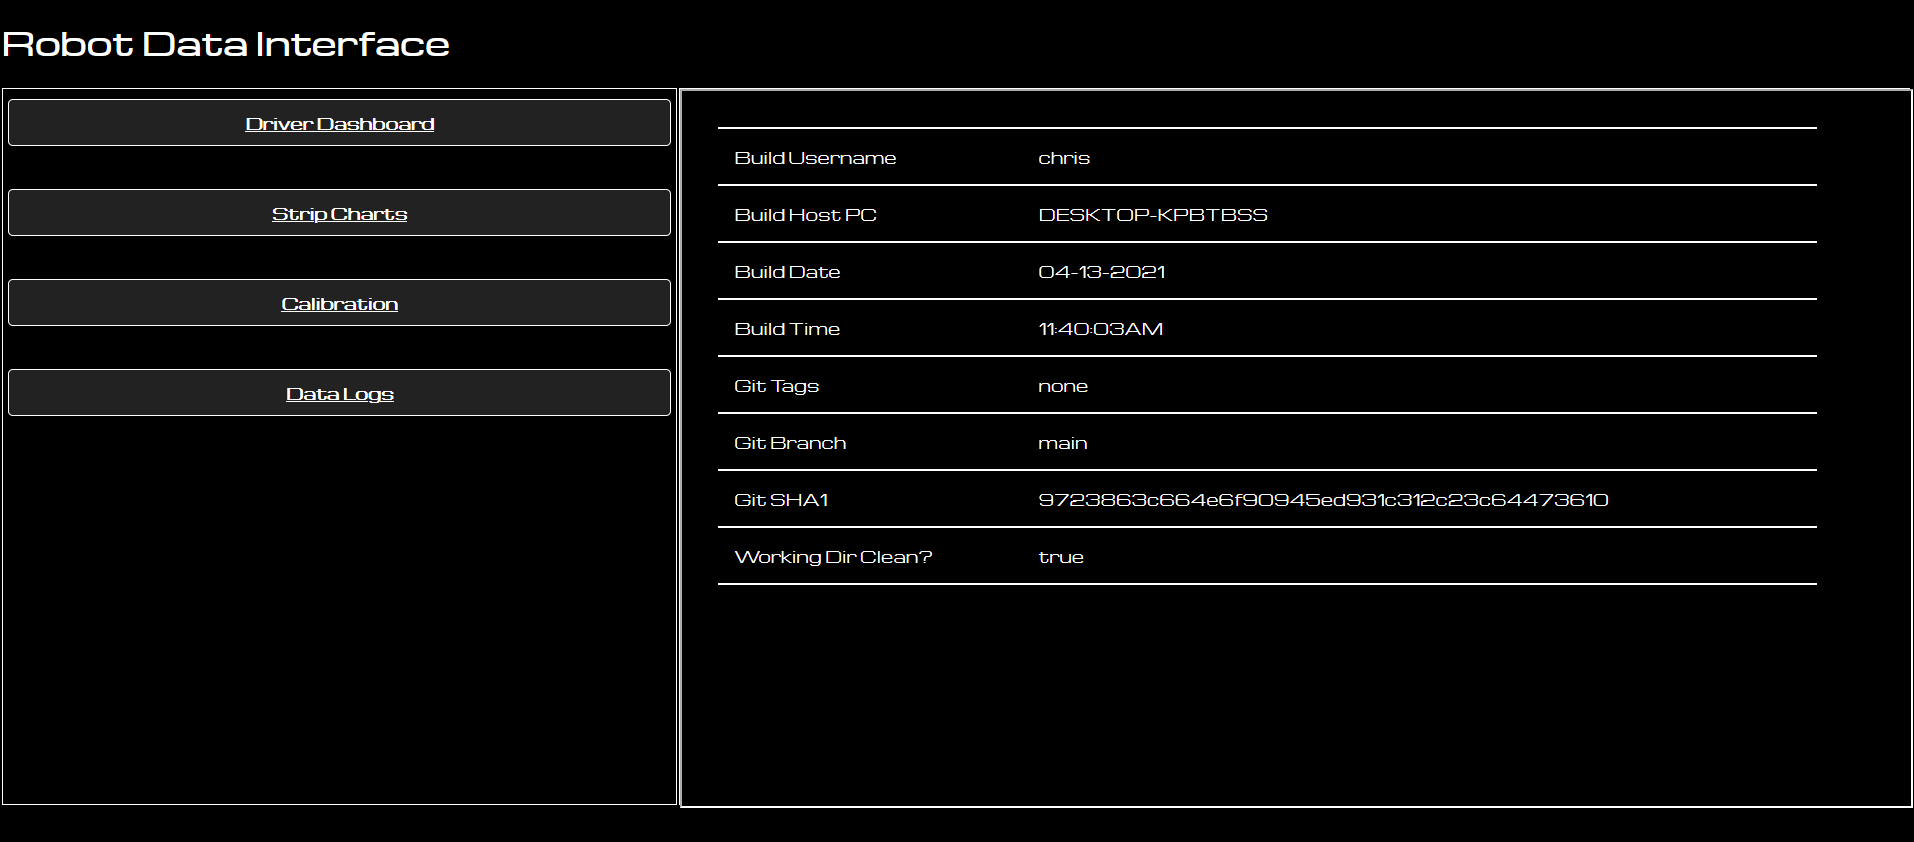 Robot Data Interface
Driver Dashboard
Strip Charts
Calibration
Data Logs
Build Username chris
Build Host PC DESKTOP-KPBTBSS
Build Date 04-13-2021
Build Time 11:40:03AM
Git Tags none
Git Branch main
Git SHA1 9723863c664e6f90945ed931c312c23c64473610
Working Dir Clean? true